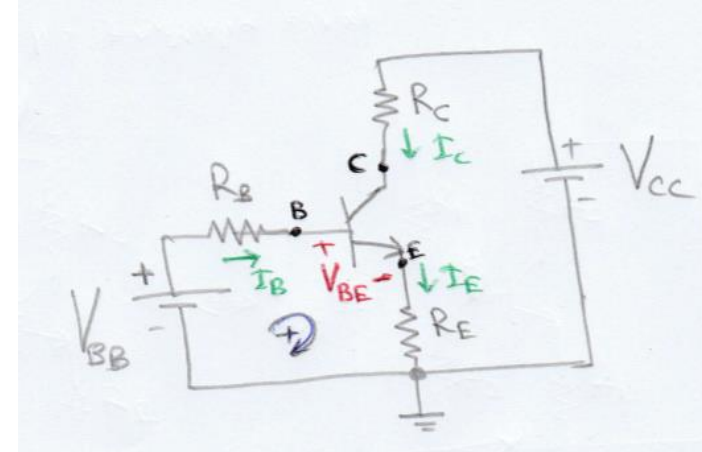 R_C
C
I_C
+
V_CC
-
R_B
B
E
+
I_B
+
V_BE
-
I_E
V_BB
-
+
R_E